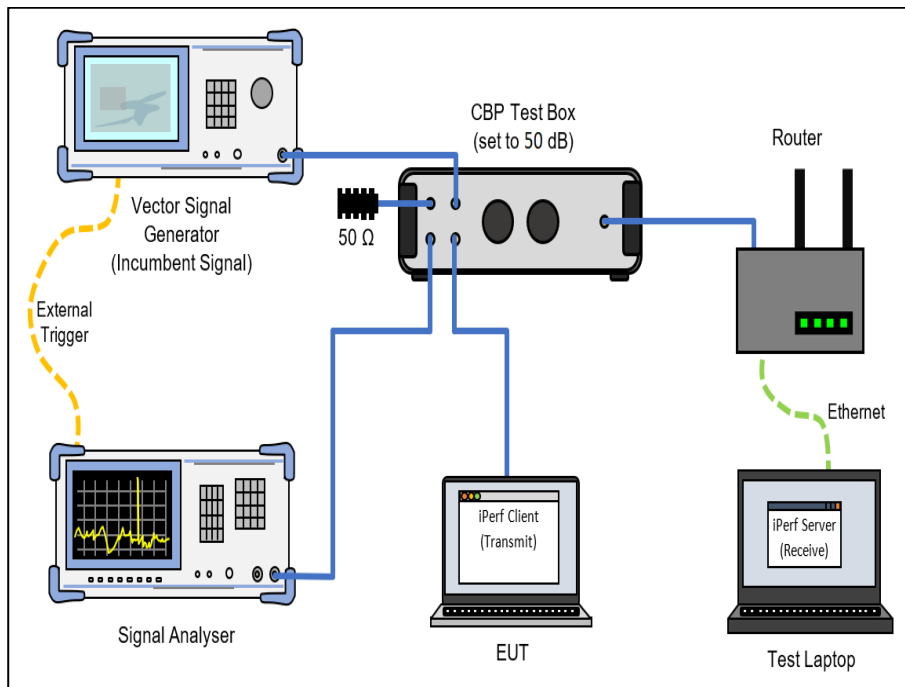 CBP Test Box
(set to 50 dB)
Router
Vector Signal
Generator
(Incumbent Signal)
50 Ω
External
Trigger
Ethernet
iPerf Client
(Transmit)
iPerf Server
(Receive)
Signal Analyser
EUT
Test Laptop